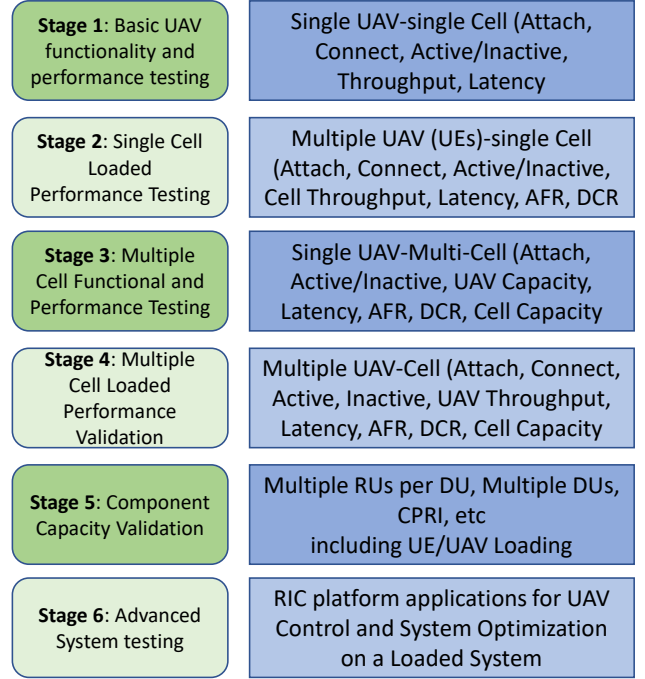 Stage 1: Basic UAV
functionality and
performance testing
Single UAV-single Cell (Attach,
Connect, Active/Inactive,
Throughput, Latency
Stage 2: Single Cell
Loaded
Performance Testing
Multiple UAV (UEs)-single Cell
(Attach, Connect, Active/Inactive,
Cell Throughput, Latency, AFR, DCR
Stage 3: Multiple
Cell Functional and
Performance Testing
Single UAV-Multi-Cell (Attach,
Active/Inactive, UAV Capacity,
Latency, AFR, DCR, Cell Capacity
Stage 4: Multiple
Cell Loaded
Performance
Validation
Multiple UAV-Cell (Attach, Connect,
Active, Inactive, UAV Throughput,
Latency, AFR, DCR, Cell Capacity
Stage 5: Component
Capacity Validation
Multiple RUs per DU, Multiple DUs,
CPRI, etc
including UE/UAV Loading
Stage 6: Advanced
System testing
RIC platform applications for UAV
Control and System Optimization
on a Loaded System